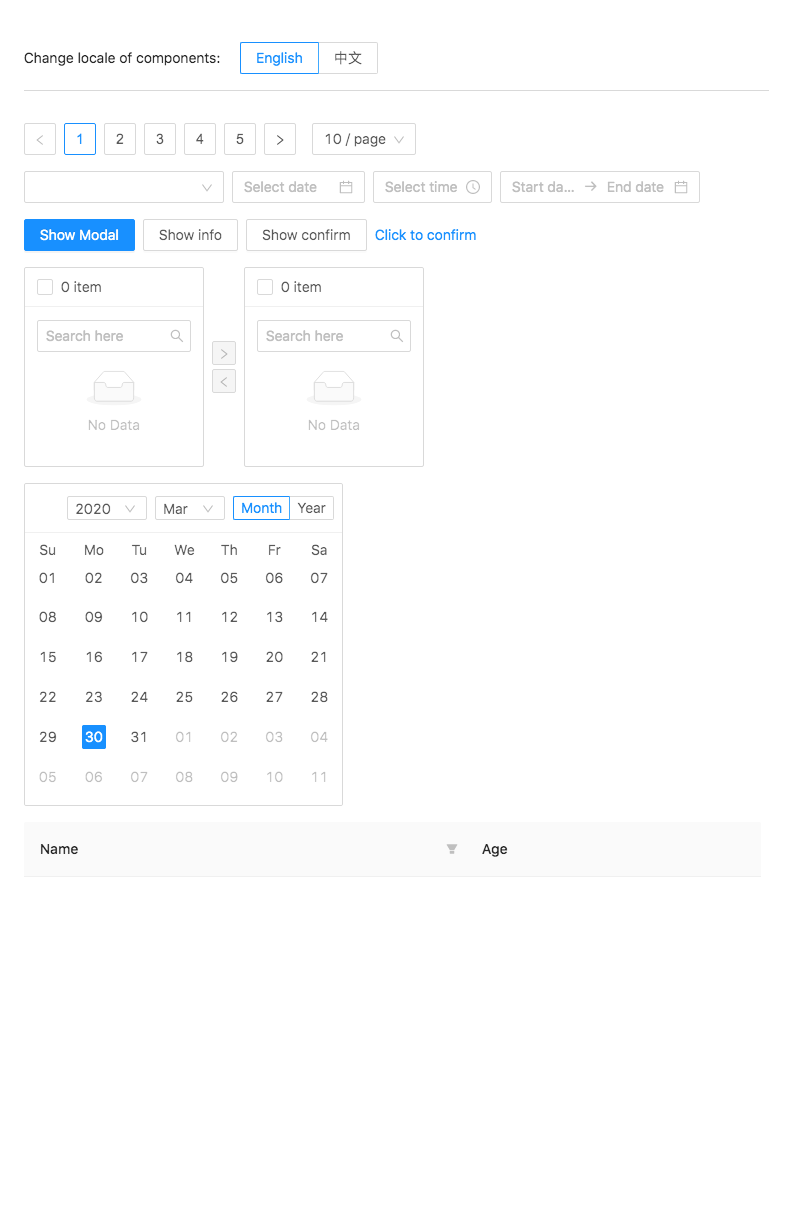 Change locale of components: English 中文
1 2 3 4 5 10 / page
Select date Select time Start da... End date
Show Modal Show info Show confirm Click to confirm
0 item 0 item
Search here Search here
No Data No Data
2020 Mar Month Year
Su Mo Tu We Th Fr Sa
01 02 03 04 05 06 07
08 09 10 11 12 13 14
15 16 17 18 19 20 21
22 23 24 25 26 27 28
29 30 31 01 02 03 04
05 06 07 08 09 10 11
Name Age